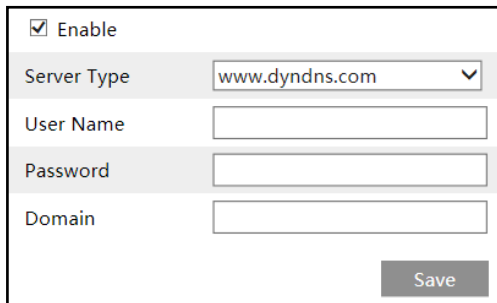 Enable
Server Type www.dyndns.com
User Name
Password
Domain
Save